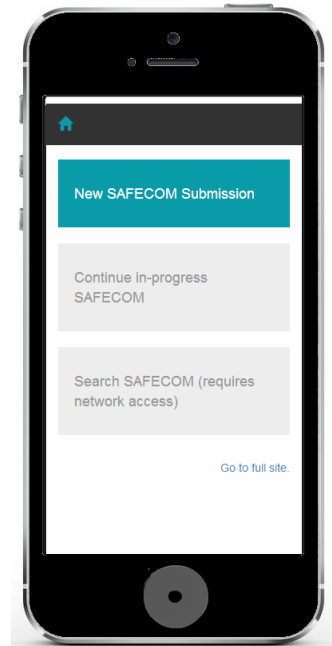 New SAFECOM Submission
Continue in-progress
SAFECOM
Search SAFECOM (requires
network access)
Go to full site.